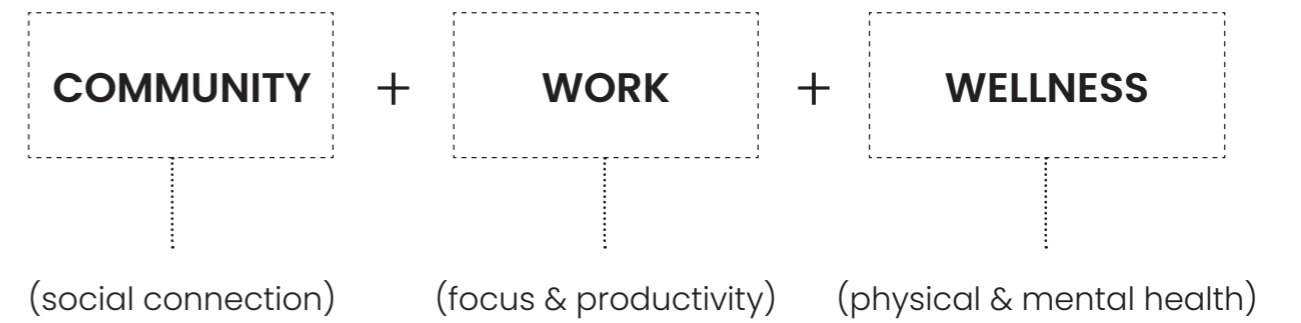 COMMUNITY + WORK + WELLNESS
(social connection) (focus & productivity) (physical & mental health)